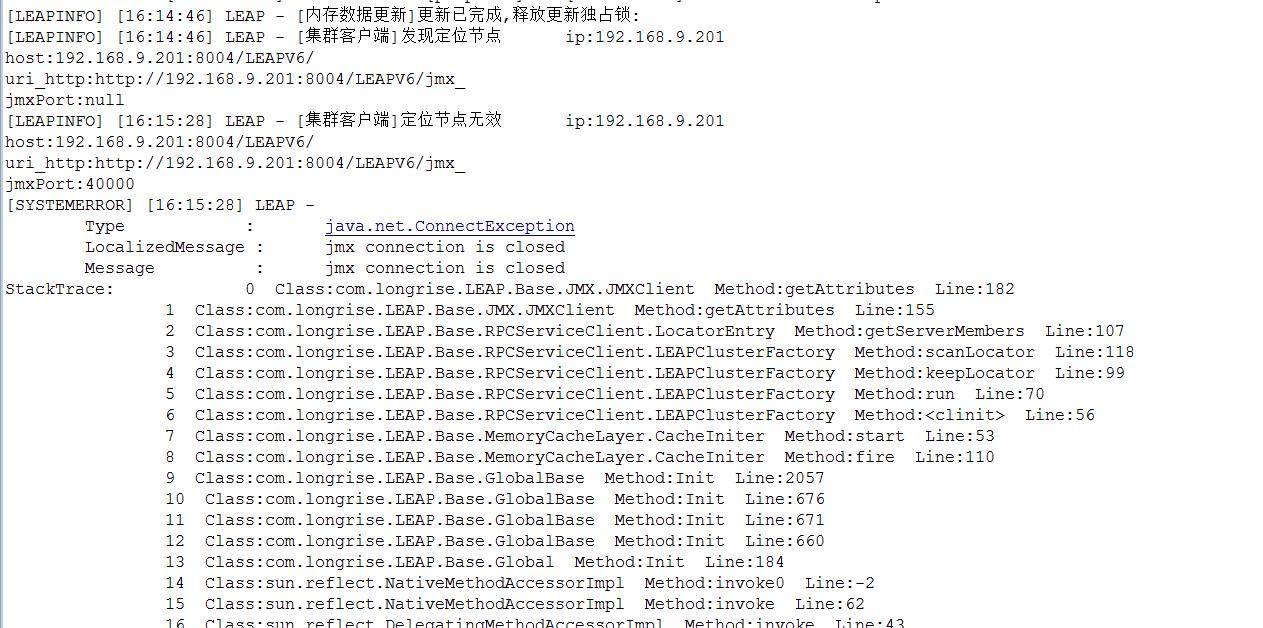 [LEAPINFO] [16:14:46] LEAP - [内存数据更新]更新已完成,释放更新独占锁:
[LEAPINFO] [16:14:46] LEAP - [集群客户端]发现定位节点 ip:192.168.9.201
host:192.168.9.201:8004/LEAPV6/
uri_http:http://192.168.9.201:8004/LEAPV6/jmx_
jmxPort:null
[LEAPINFO] [16:15:28] LEAP - [集群客户端]定位节点无效 ip:192.168.9.201
host:192.168.9.201:8004/LEAPV6/
uri_http:http://192.168.9.201:8004/LEAPV6/jmx_
jmxPort:40000
[SYSTEMERROR] [16:15:28] LEAP -
Type : java.net.ConnectException
LocalizedMessage : jmx connection is closed
Message : jmx connection is closed
StackTrace: 0 Class:com.longrise.LEAP.Base.JMX.JMXClient Method:getAttributes Line:182
1 Class:com.longrise.LEAP.Base.JMX.JMXClient Method:getAttributes Line:155
2 Class:com.longrise.LEAP.Base.RPCServiceClient.LocatorEntry Method:getServerMembers Line:107
3 Class:com.longrise.LEAP.Base.RPCServiceClient.LEAPClusterFactory Method:scanLocator Line:118
4 Class:com.longrise.LEAP.Base.RPCServiceClient.LEAPClusterFactory Method:keepLocator Line:99
5 Class:com.longrise.LEAP.Base.RPCServiceClient.LEAPClusterFactory Method:run Line:70
6 Class:com.longrise.LEAP.Base.RPCServiceClient.LEAPClusterFactory Method:<clinit> Line:56
7 Class:com.longrise.LEAP.Base.MemoryCacheLayer.CacheIniter Method:start Line:53
8 Class:com.longrise.LEAP.Base.MemoryCacheLayer.CacheIniter Method:fire Line:110
9 Class:com.longrise.LEAP.Base.GlobalBase Method:Init Line:2057
10 Class:com.longrise.LEAP.Base.GlobalBase Method:Init Line:676
11 Class:com.longrise.LEAP.Base.GlobalBase Method:Init Line:671
12 Class:com.longrise.LEAP.Base.GlobalBase Method:Init Line:660
13 Class:com.longrise.LEAP.Base.Global Method:Init Line:184
14 Class:sun.reflect.NativeMethodAccessorImpl Method:invoke0 Line:-2
15 Class:sun.reflect.NativeMethodAccessorImpl Method:invoke Line:62
16 Class:sun.reflect.DelegatingMethodAccessorImpl Method:invoke Line:43